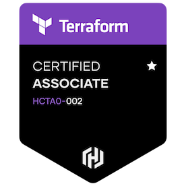 Terraform
CERTIFIED
ASSOCIATE
HCTA0-002